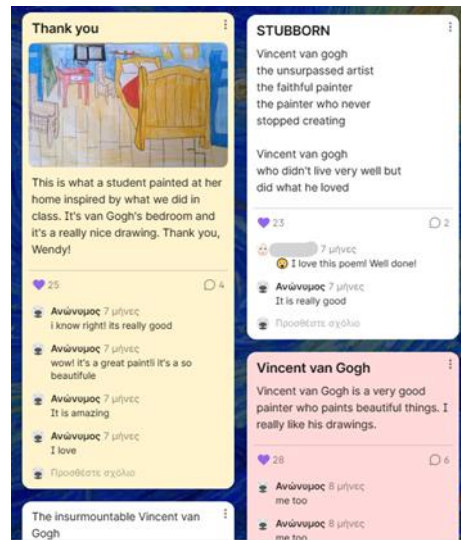 Thank you
This is what a student painted at her
home inspired by what we did in
class. It's van Gogh's bedroom and
it's a really nice drawing. Thank you,
Wendy!
25
4
Ανώνυμος 7 μήνες
i know right! its really good
Ανώνυμος 7 μήνες
wow! it's a great paint!i it's a so
beautifule
Ανώνυμος 7 μήνες
It is amazing
Ανώνυμος 7 μήνες
I love
Προσθέστε σχόλιο
The insurmountable Vincent van
Gogh
STUBBORN
Vincent van gogh
the unsurpassed artist
the faithful painter
the painter who never
stopped creating
Vincent van gogh
who didn't live very well but
did what he loved
23
2
7 μήνες
I love this poem! Well done!
Ανώνυμος 7 μήνες
It is really good
Προσθέστε σχόλιο
Vincent van Gogh
Vincent van Gogh is a very good
painter who paints beautiful things. I
really like his drawings.
28
6
Ανώνυμος 8 μήνες
me too
Ανώνυμος 8 μήνες
me too